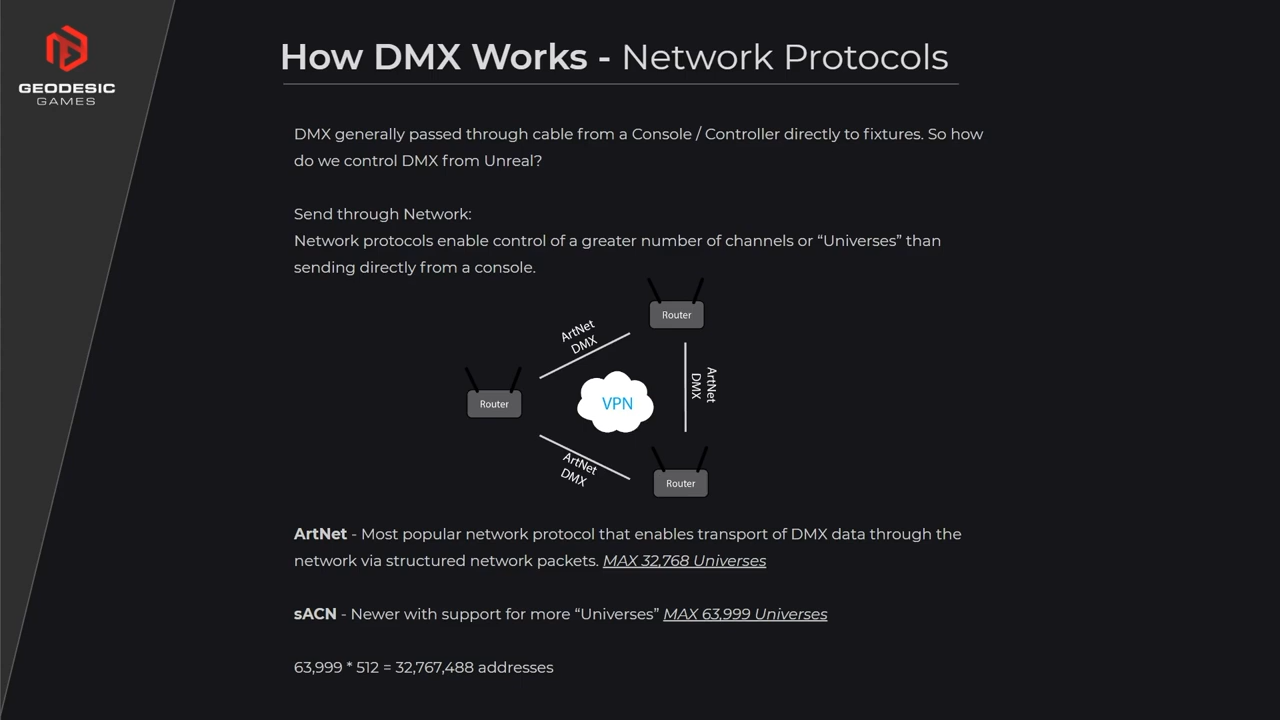 GEODESIC
GAMES
How DMX Works - Network Protocols
DMX generally passed through cable from a Console / Controller directly to fixtures. So how
do we control DMX from Unreal?
Send through Network:
Network protocols enable control of a greater number of channels or “Universes” than
sending directly from a console.
Router
ArtNet
DMX
ArtNet
DMX
Router
VPN
ArtNet
DMX
Router
ArtNet - Most popular network protocol that enables transport of DMX data through the
network via structured network packets. MAX 32,768 Universes
sACN - Newer with support for more “Universes” MAX 63,999 Universes
63,999 * 512 = 32,767,488 addresses